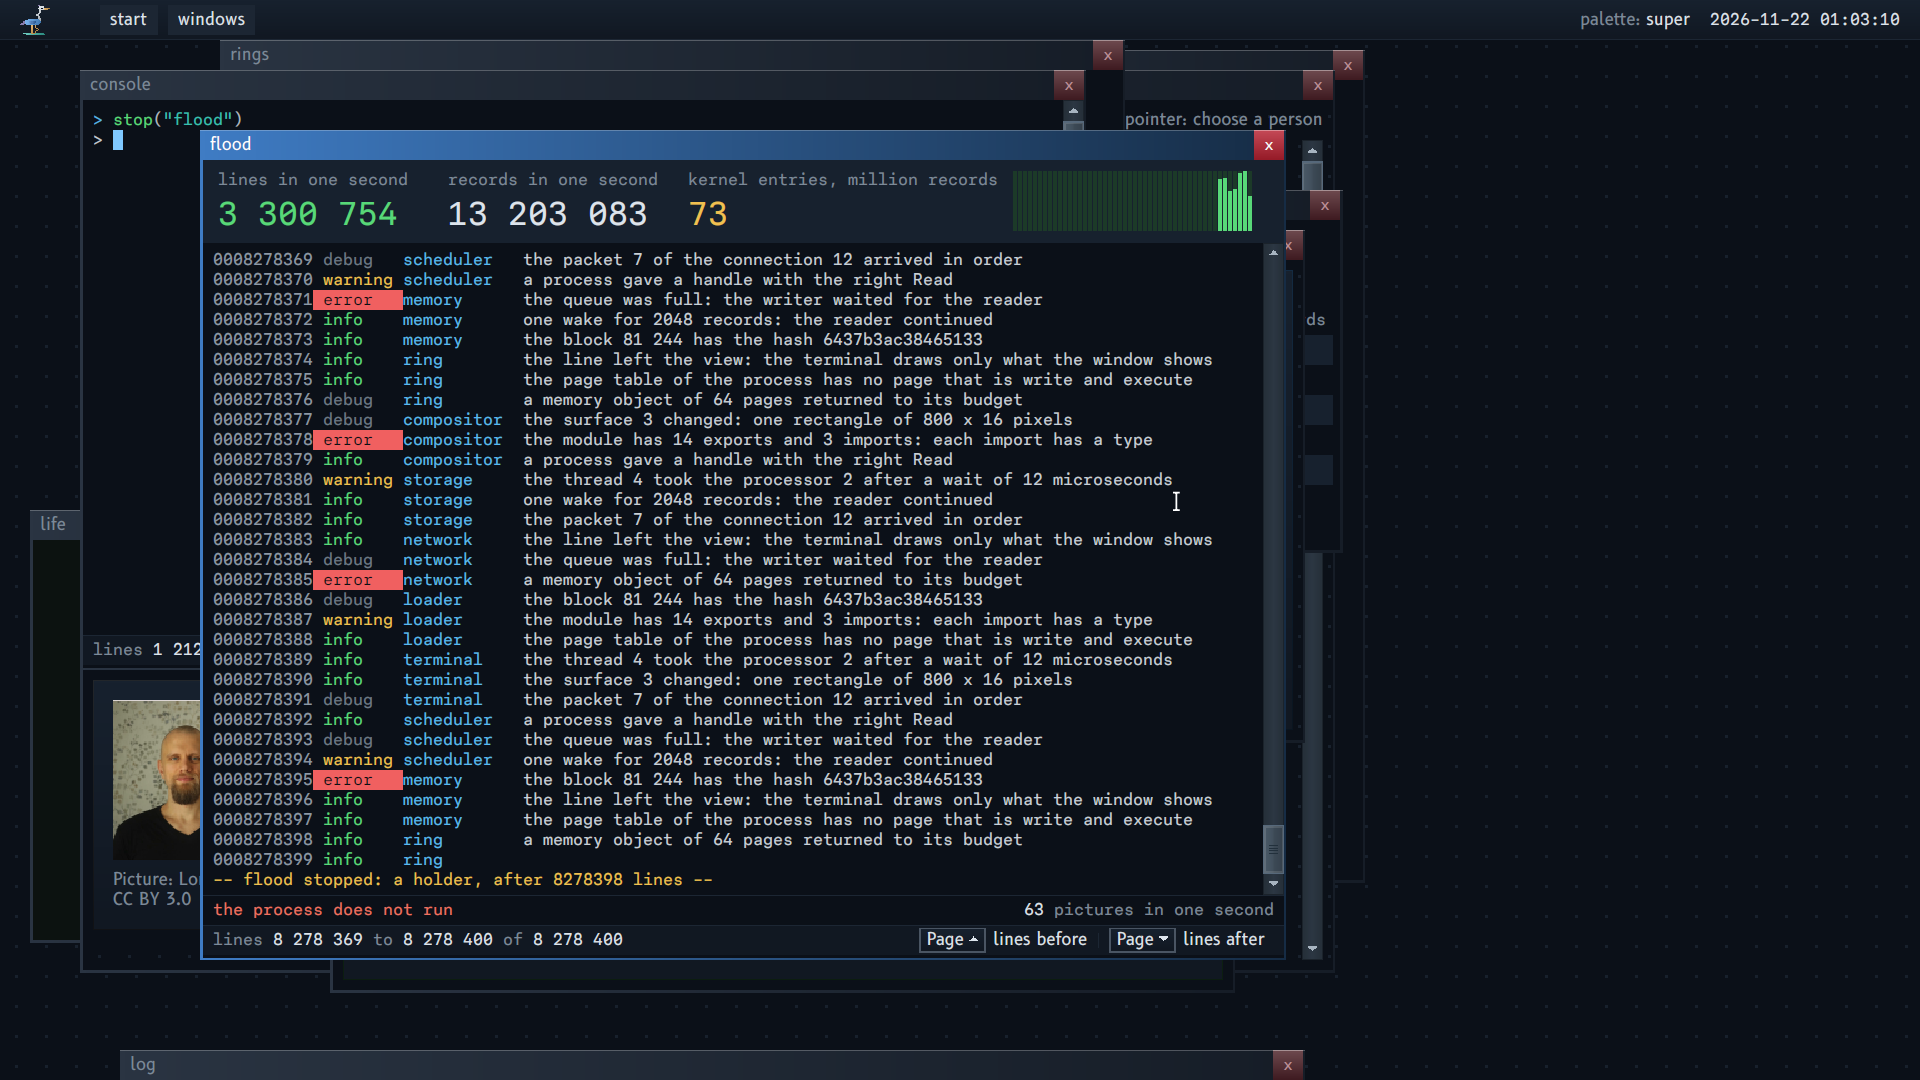 start windows palette: super 2026-11-22 01:03:10
rings x
x
console x
x
> stop("flood")
pointer: choose a person
>
flood x
lines in one second records in one second kernel entries, million records
3 300 754 13 203 083 73
x
x
0008278369 debug scheduler the packet 7 of the connection 12 arrived in order
0008278370 warning scheduler a process gave a handle with the right Read
0008278371 error memory the queue was full: the writer waited for the reader
0008278372 info memory one wake for 2048 records: the reader continued
ds
0008278373 info memory the block 81 244 has the hash 6437b3ac38465133
0008278374 info ring the line left the view: the terminal draws only what the window shows
0008278375 info ring the page table of the process has no page that is write and execute
0008278376 debug ring a memory object of 64 pages returned to its budget
0008278377 debug compositor the surface 3 changed: one rectangle of 800 x 16 pixels
0008278378 error compositor the module has 14 exports and 3 imports: each import has a type
0008278379 info compositor a process gave a handle with the right Read
0008278380 warning storage the thread 4 took the processor 2 after a wait of 12 microseconds
0008278381 info storage one wake for 2048 records: the reader continued
0008278382 info storage the packet 7 of the connection 12 arrived in order
life
0008278383 info network the line left the view: the terminal draws only what the window shows
0008278384 debug network the queue was full: the writer waited for the reader
0008278385 error network a memory object of 64 pages returned to its budget
0008278386 debug loader the block 81 244 has the hash 6437b3ac38465133
0008278387 warning loader the module has 14 exports and 3 imports: each import has a type
0008278388 info loader the page table of the process has no page that is write and execute
lines 1 212
0008278389 info terminal the thread 4 took the processor 2 after a wait of 12 microseconds
0008278390 info terminal the surface 3 changed: one rectangle of 800 x 16 pixels
0008278391 debug terminal the packet 7 of the connection 12 arrived in order
0008278392 info scheduler a process gave a handle with the right Read
0008278393 debug scheduler the queue was full: the writer waited for the reader
0008278394 warning scheduler one wake for 2048 records: the reader continued
0008278395 error memory the block 81 244 has the hash 6437b3ac38465133
0008278396 info memory the line left the view: the terminal draws only what the window shows
0008278397 info memory the page table of the process has no page that is write and execute
0008278398 info ring a memory object of 64 pages returned to its budget
0008278399 info ring
-- flood stopped: a holder, after 8278398 lines --
Picture: Lo
CC BY 3.0
the process does not run 63 pictures in one second
lines 8 278 369 to 8 278 400 of 8 278 400 Page lines before Page lines after
log x